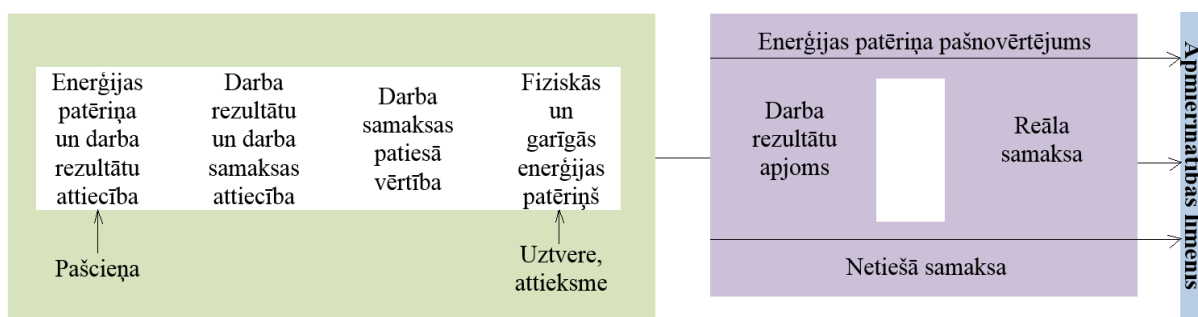 Enerģijas
patēriņa
un darba
rezultātu
attiecība
Darba
rezultātu
un darba
samaksas
attiecība
Darba
samaksas
patiesā
vērtība
Fiziskās
un
garīgās
enerģijas
patēriņš
Pašcieņa
Uztvere,
attieksme
Enerģijas patēriņa pašnovērtējums
Darba
rezultātu
apjoms
Reāla
samaksa
Netiešā samaksa
Apmierinātības līmenis